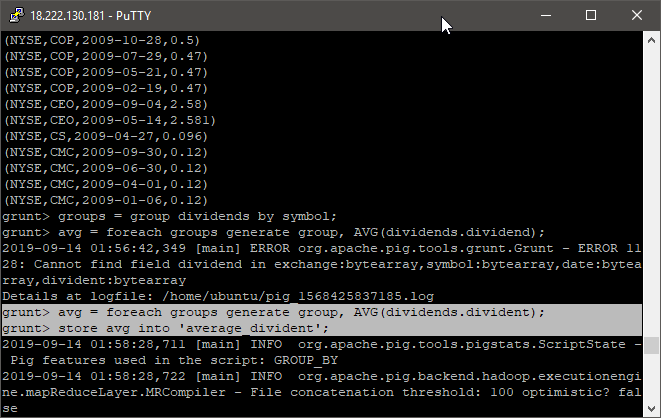 18.222.130.181 - PuTTY
(NYSE,COP,2009-10-28,0.5)
(NYSE,COP,2009-07-29,0.47)
(NYSE,COP,2009-05-21,0.47)
(NYSE,COP,2009-02-19,0.47)
(NYSE,CEO,2009-09-04,2.58)
(NYSE,CEO,2009-05-14,2.581)
(NYSE,CS,2009-04-27,0.096)
(NYSE,CMC,2009-09-30,0.12)
(NYSE,CMC,2009-06-30,0.12)
(NYSE,CMC,2009-04-01,0.12)
(NYSE,CMC,2009-01-06,0.12)
grunt> groups = group dividends by symbol;
grunt> avg = foreach groups generate group, AVG(dividends.dividend);
2019-09-14 01:56:42,349 [main] ERROR org.apache.pig.tools.grunt.Grunt - ERROR 11
28: Cannot find field dividend in exchange:bytearray,symbol:bytearray,date:bytea
rray,divident:bytearray
Details at logfile: /home/ubuntu/pig_1568425837185.log
grunt> avg = foreach groups generate group, AVG(dividends.divident);
grunt> store avg into 'average_divident';
2019-09-14 01:58:28,711 [main] INFO  org.apache.pig.tools.pigstats.ScriptState -
 Pig features used in the script: GROUP_BY
2019-09-14 01:58:28,722 [main] INFO  org.apache.pig.backend.hadoop.executionengi
ne.mapReduceLayer.MRCompiler - File concatenation threshold: 100 optimistic? fal
se